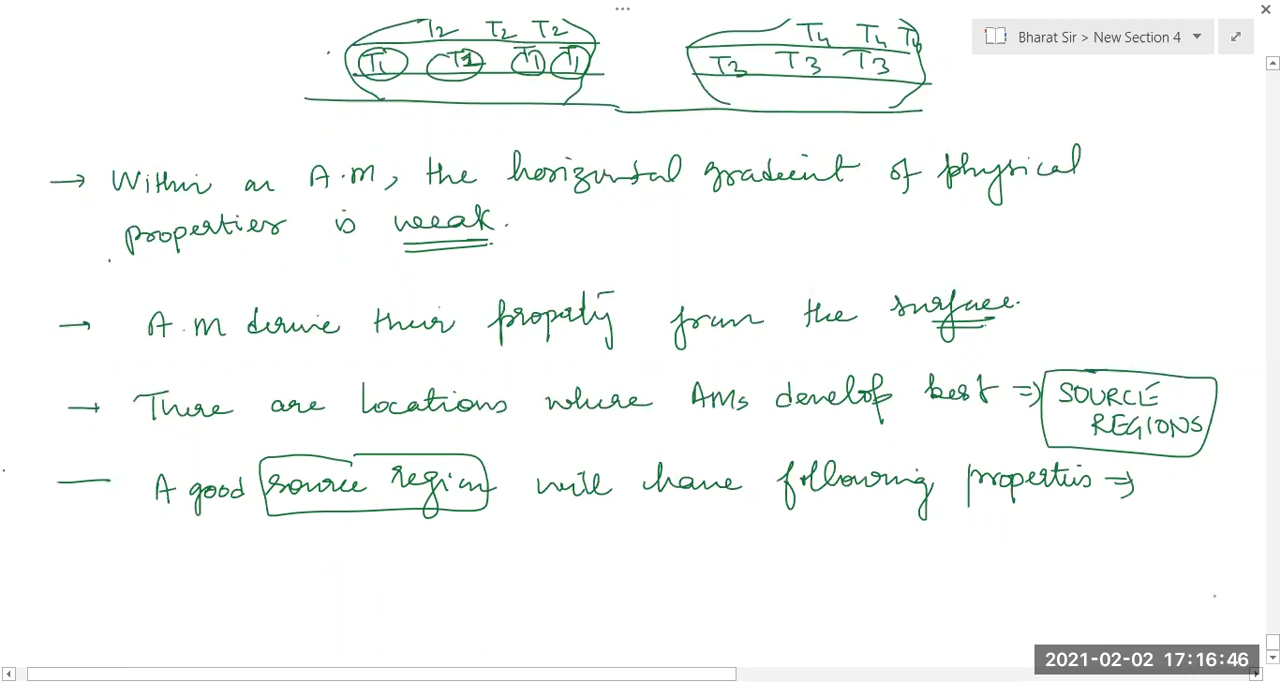 T2 T2 T2 T4 T4 T4
T1 T1 T1 T1 T3 T3 T3
Bharat Sir > New Section 4
→ Within an A.M, the horizontal gradient of physical
properties is weak.
→ A.M derive their property from the surface.
→ There are locations where AMs develop best ⇒ SOURCE
REGIONS
— A good source region will have following properties ⇒
2021-02-02 17:16:46